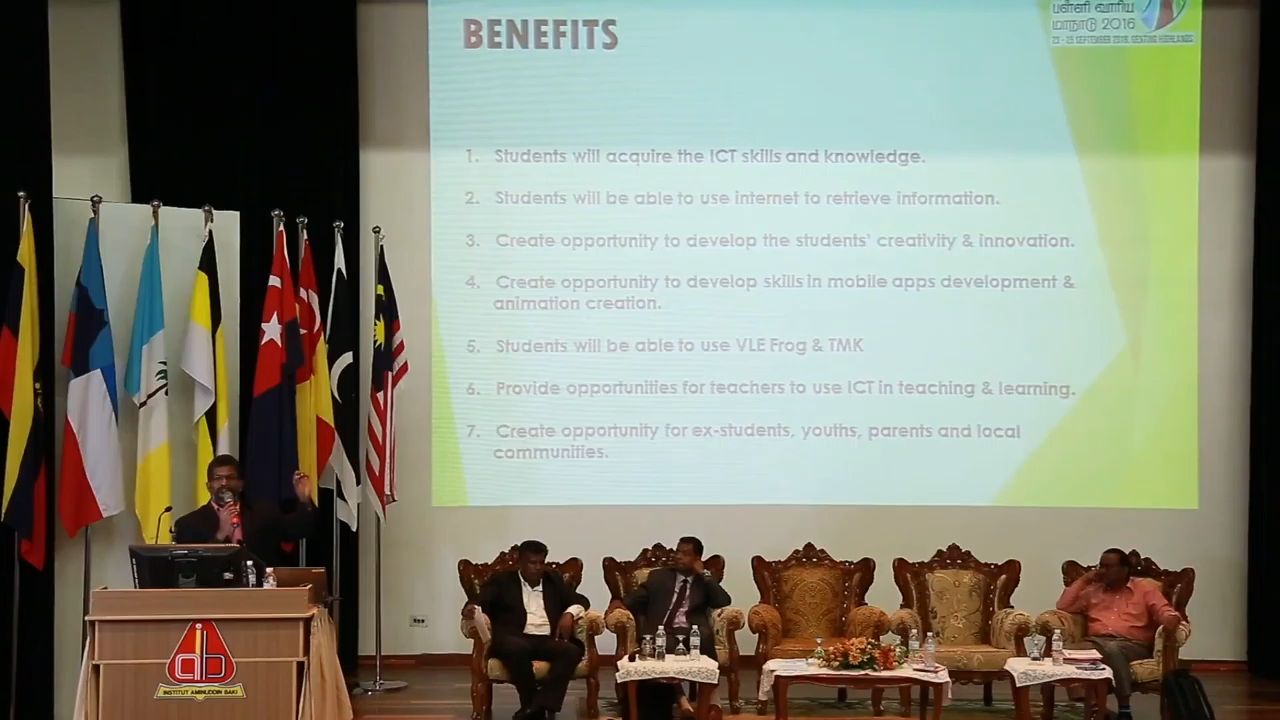 பள்ளி வாரிய
மாநாடு 2016
BENEFITS
1. Students will acquire the ICT skills and knowledge.
2. Students will be able to use internet to retrieve information.
3. Create opportunity to develop the students' creativity & innovation.
4. Create opportunity to develop skills in mobile apps development &
animation creation.
5. Students will be able to use VLE Frog & TMK
6. Provide opportunities for teachers to use ICT in teaching & learning.
7. Create opportunity for ex-students, youths, parents and local
communities.
INSTITUT AMINUDDIN BAKI